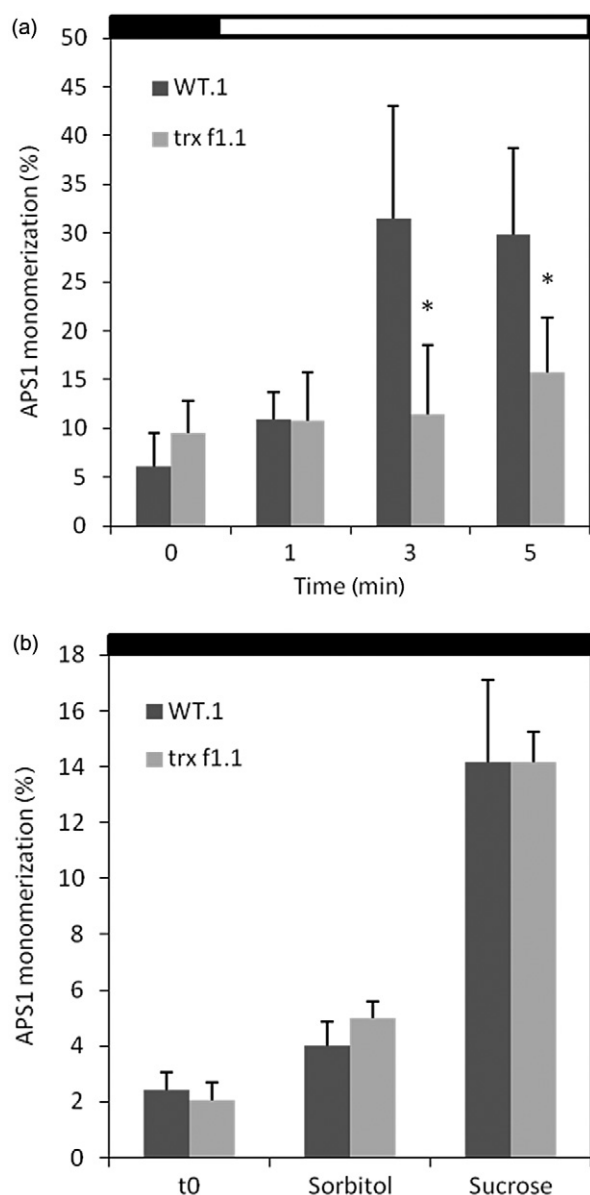 (a)
50
45
40
35
30
25
20
15
10
5
0
APS1 monomerization (%)
WT.1
trx f1.1
*
*
0 1 3 5
Time (min)
(b)
18
16
14
12
10
8
6
4
2
0
APS1 monomerization (%)
WT.1
trx f1.1
t0 Sorbitol Sucrose